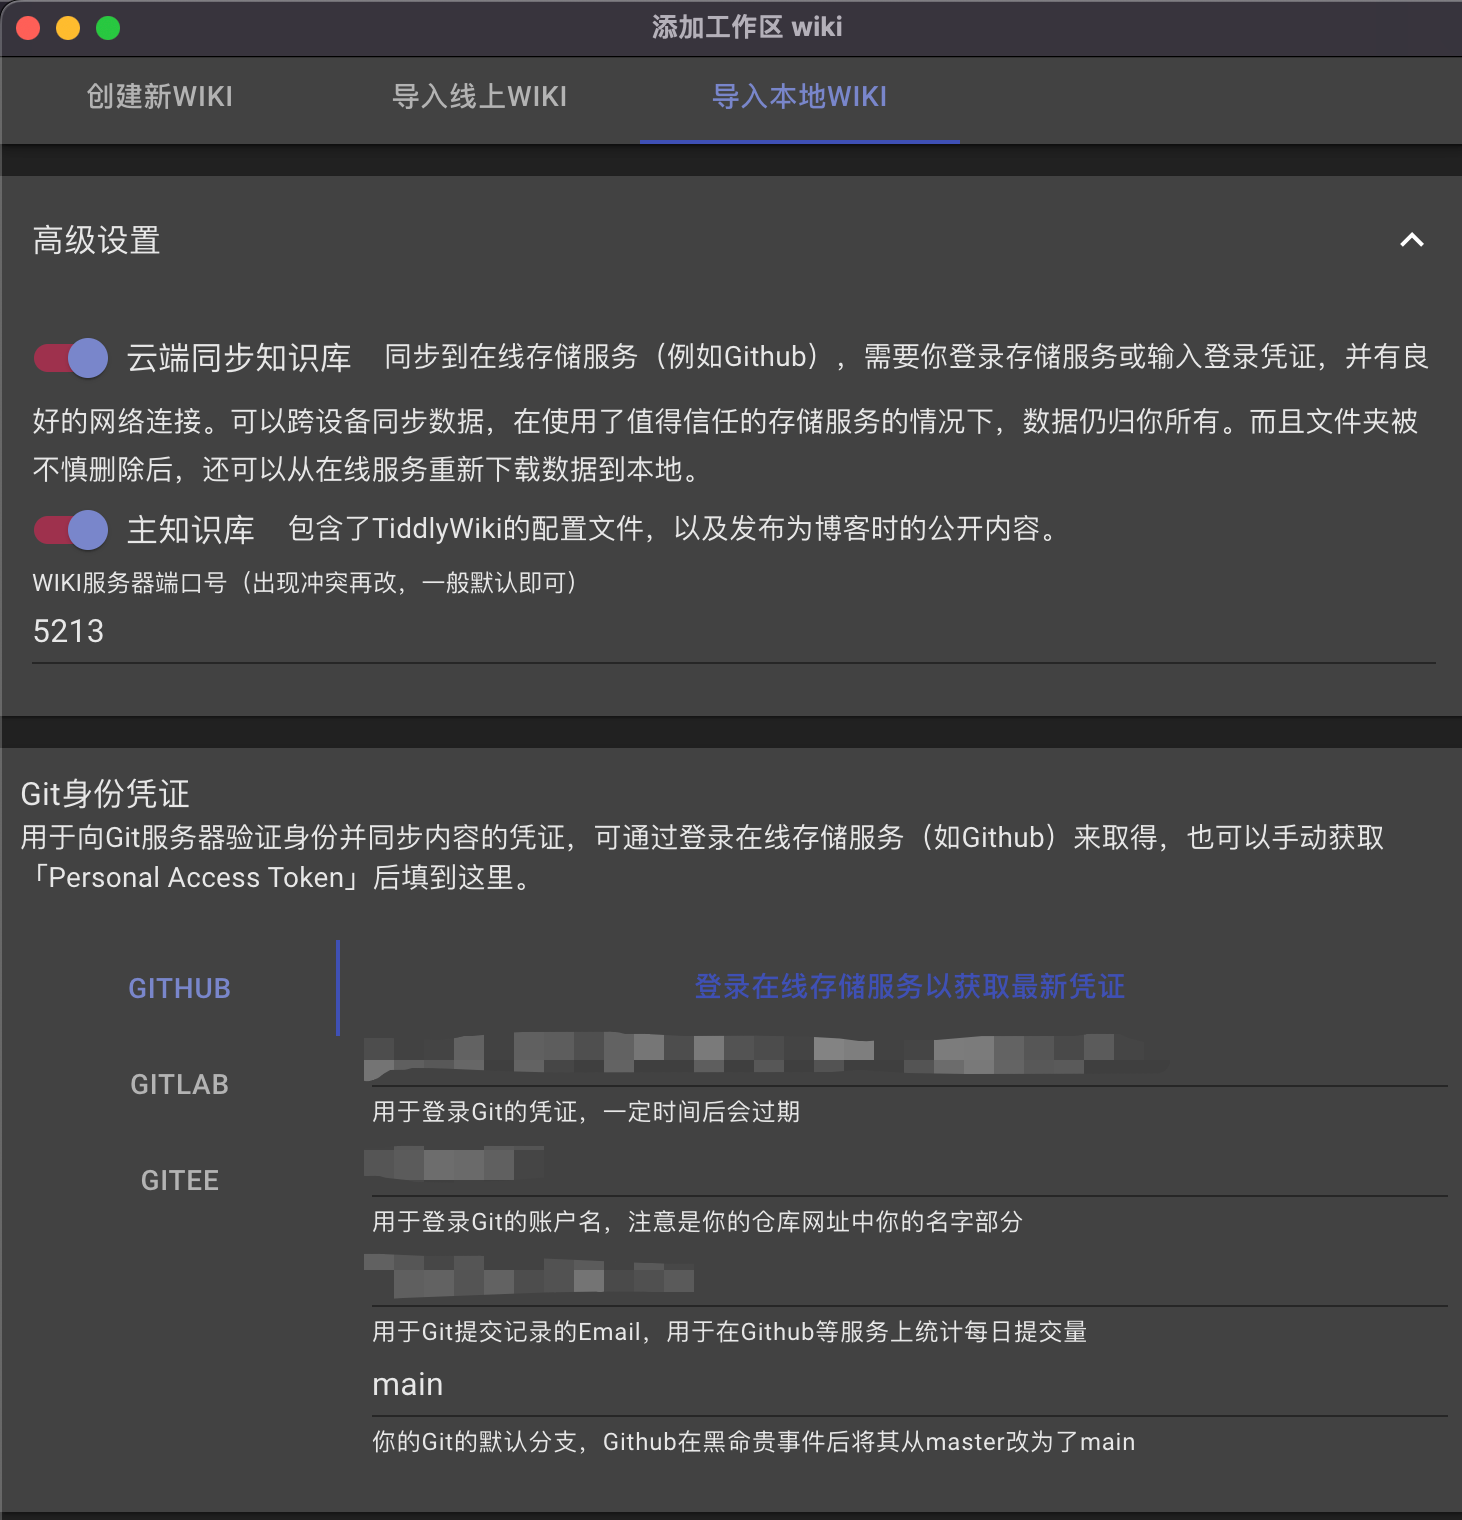 添加工作区 wiki
创建新WIKI
导入线上WIKI
导入本地WIKI
高级设置
云端同步知识库 同步到在线存储服务（例如Github），需要你登录存储服务或输入登录凭证，并有良
好的网络连接。可以跨设备同步数据，在使用了值得信任的存储服务的情况下，数据仍归你所有。而且文件夹被
不慎删除后，还可以从在线服务重新下载数据到本地。
主知识库 包含了TiddlyWiki的配置文件，以及发布为博客时的公开内容。
WIKI服务器端口号（出现冲突再改，一般默认即可）
5213
Git身份凭证
用于向Git服务器验证身份并同步内容的凭证，可通过登录在线存储服务（如Github）来取得，也可以手动获取
「Personal Access Token」后填到这里。
GITHUB
GITLAB
GITEE
登录在线存储服务以获取最新凭证
用于登录Git的凭证，一定时间后会过期
用于登录Git的账户名，注意是你的仓库网址中你的名字部分
用于Git提交记录的Email，用于在Github等服务上统计每日提交量
main
你的Git的默认分支，Github在黑命贵事件后将其从master改为了main